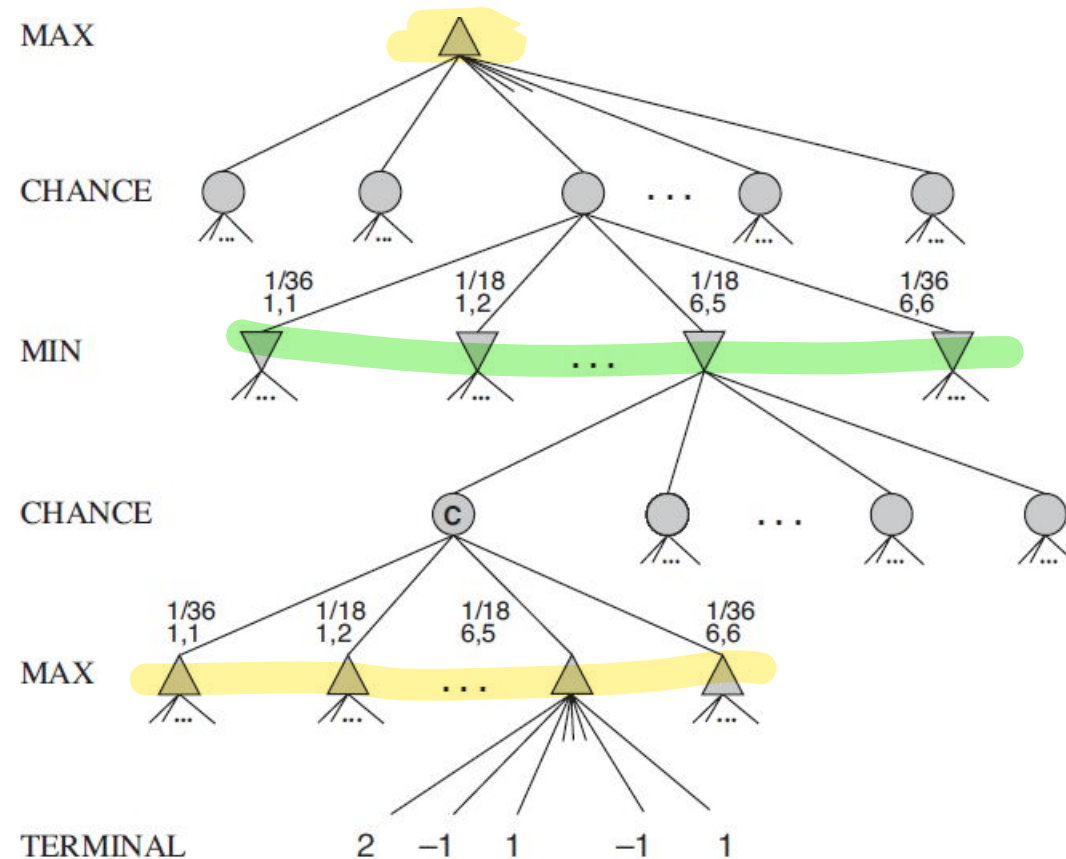 MAX
CHANCE
...
... ... ... ...
1/36 1/18 1/18 1/36
1,1 1,2 6,5 6,6
MIN
...
... ... ...
CHANCE
C
...
... ... ...
1/36 1/18 1/18 1/36
1,1 1,2 6,5 6,6
MAX
...
... ... ...
TERMINAL 2 –1 1 –1 1